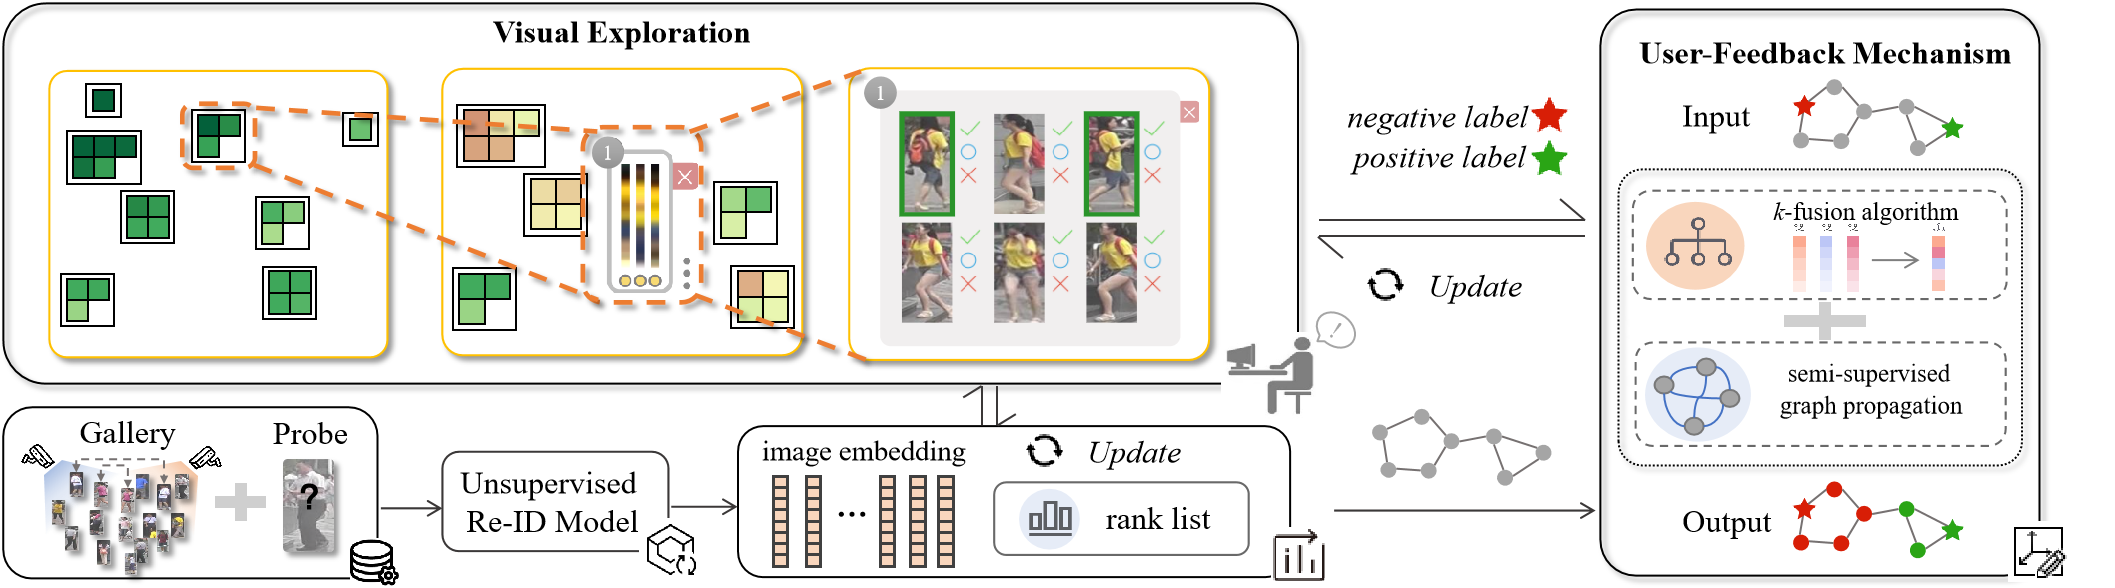 Visual Exploration
1
1
negative label
positive label
Update
User-Feedback Mechanism
Input
k-fusion algorithm
semi-supervised
graph propagation
Output
Gallery
Probe
?
Unsupervised
Re-ID Model
image embedding
...
Update
rank list
!